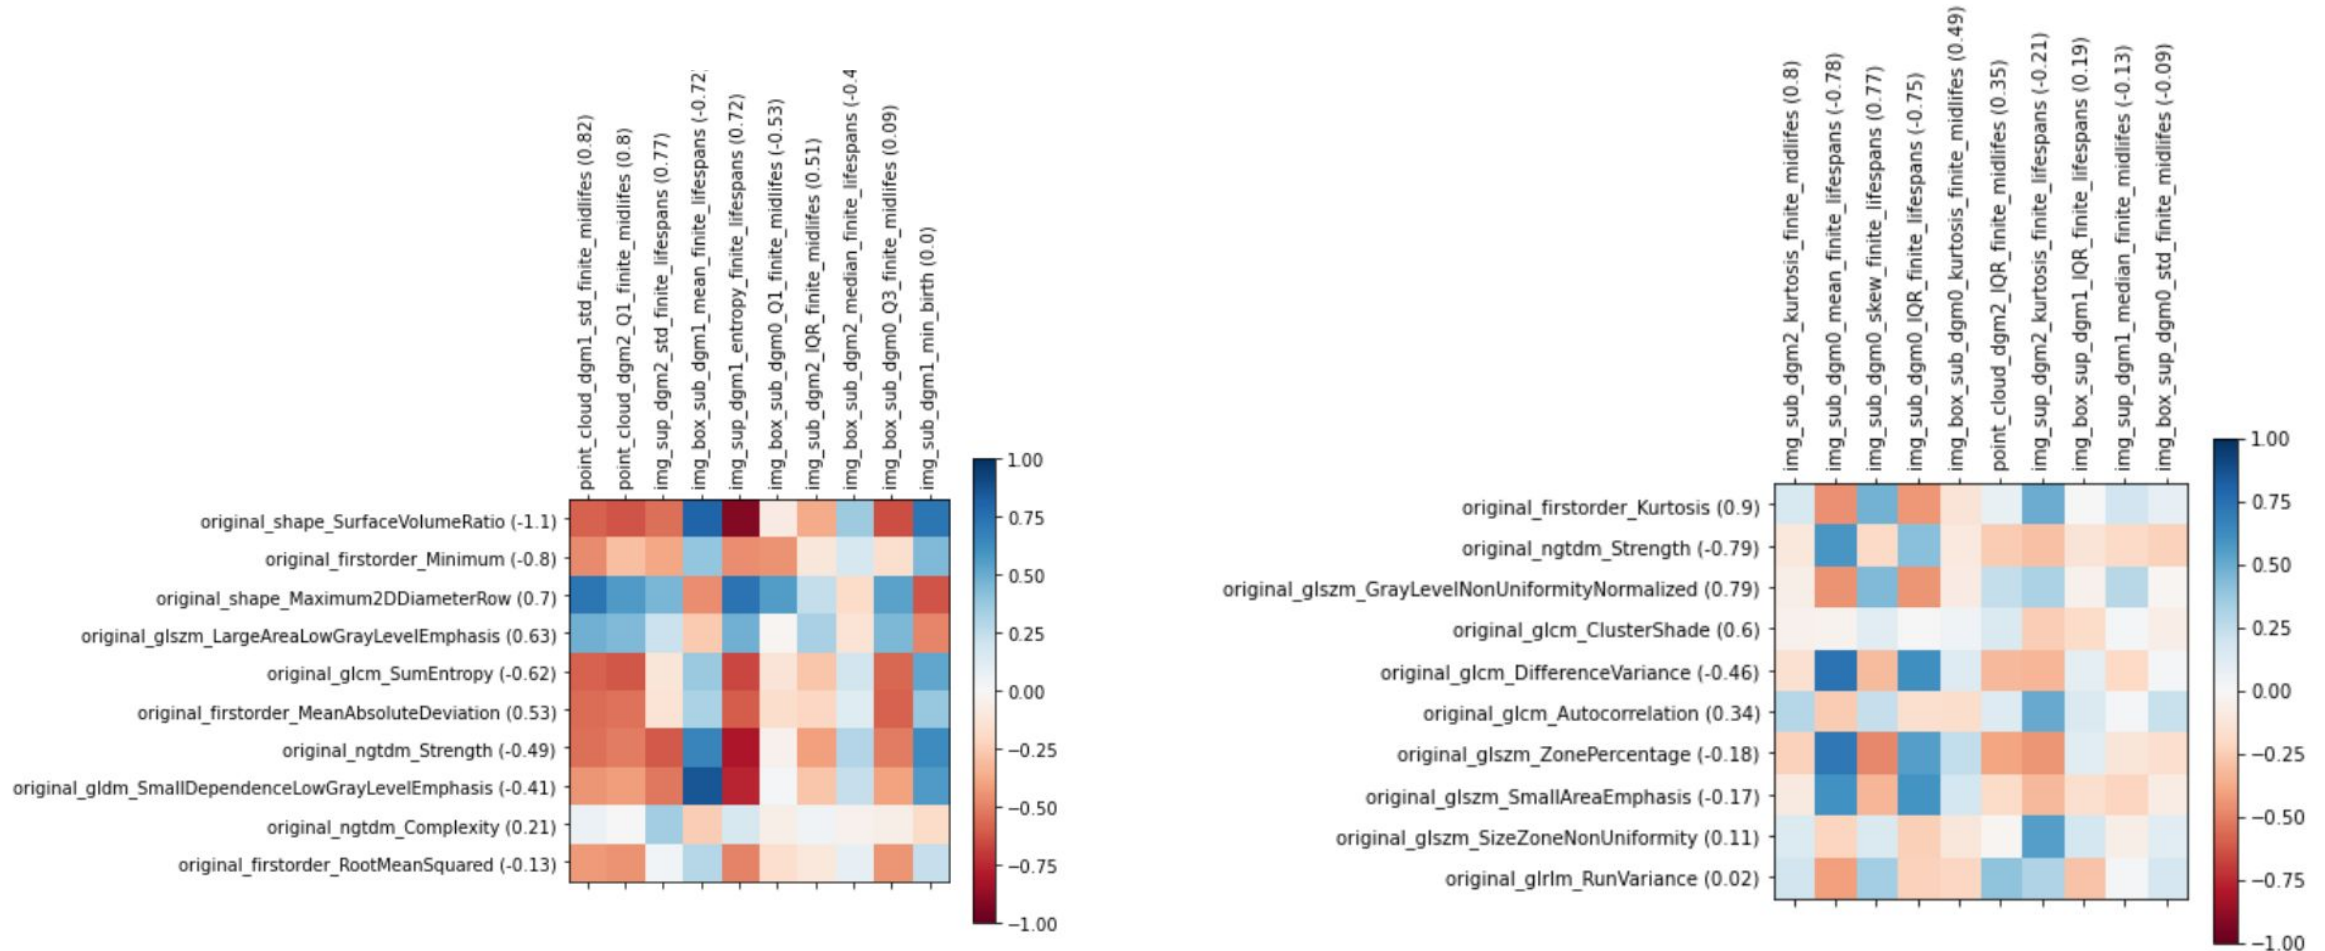 point_cloud_dgm1_std_finite_midlifes (0.82)
point_cloud_dgm2_Q1_finite_midlifes (0.8)
img_sup_dgm2_std_finite_lifespans (0.77)
img_box_sub_dgm1_mean_finite_lifespans (-0.72
img_sup_dgm1_entropy_finite_lifespans (0.72)
img_box_sub_dgm0_Q1_finite_midlifes (-0.53)
img_sub_dgm2_IQR_finite_midlifes (0.51)
img_box_sub_dgm2_median_finite_lifespans (-0.4
img_box_sub_dgm0_Q3_finite_midlifes (0.09)
img_sub_dgm1_min_birth (0.0)
original_shape_SurfaceVolumeRatio (-1.1)
original_firstorder_Minimum (-0.8)
original_shape_Maximum2DDiameterRow (0.7)
original_glszm_LargeAreaLowGrayLevelEmphasis (0.63)
original_glcm_SumEntropy (-0.62)
original_firstorder_MeanAbsoluteDeviation (0.53)
original_ngtdm_Strength (-0.49)
original_gldm_SmallDependenceLowGrayLevelEmphasis (-0.41)
original_ngtdm_Complexity (0.21)
original_firstorder_RootMeanSquared (-0.13)
1.00
0.75
0.50
0.25
0.00
−0.25
−0.50
−0.75
−1.00
img_sub_dgm2_kurtosis_finite_midlifes (0.8)
img_sub_dgm0_mean_finite_lifespans (-0.78)
img_sub_dgm0_skew_finite_lifespans (0.77)
img_sub_dgm0_IQR_finite_lifespans (-0.75)
img_box_sub_dgm0_kurtosis_finite_midlifes (0.49)
point_cloud_dgm2_IQR_finite_midlifes (0.35)
img_sup_dgm2_kurtosis_finite_lifespans (-0.21)
img_box_sup_dgm1_IQR_finite_lifespans (0.19)
img_sup_dgm1_median_finite_midlifes (-0.13)
img_box_sup_dgm0_std_finite_midlifes (-0.09)
original_firstorder_Kurtosis (0.9)
original_ngtdm_Strength (-0.79)
original_glszm_GrayLevelNonUniformityNormalized (0.79)
original_glcm_ClusterShade (0.6)
original_glcm_DifferenceVariance (-0.46)
original_glcm_Autocorrelation (0.34)
original_glszm_ZonePercentage (-0.18)
original_glszm_SmallAreaEmphasis (-0.17)
original_glszm_SizeZoneNonUniformity (0.11)
original_glrlm_RunVariance (0.02)
1.00
0.75
0.50
0.25
0.00
−0.25
−0.50
−0.75
−1.00